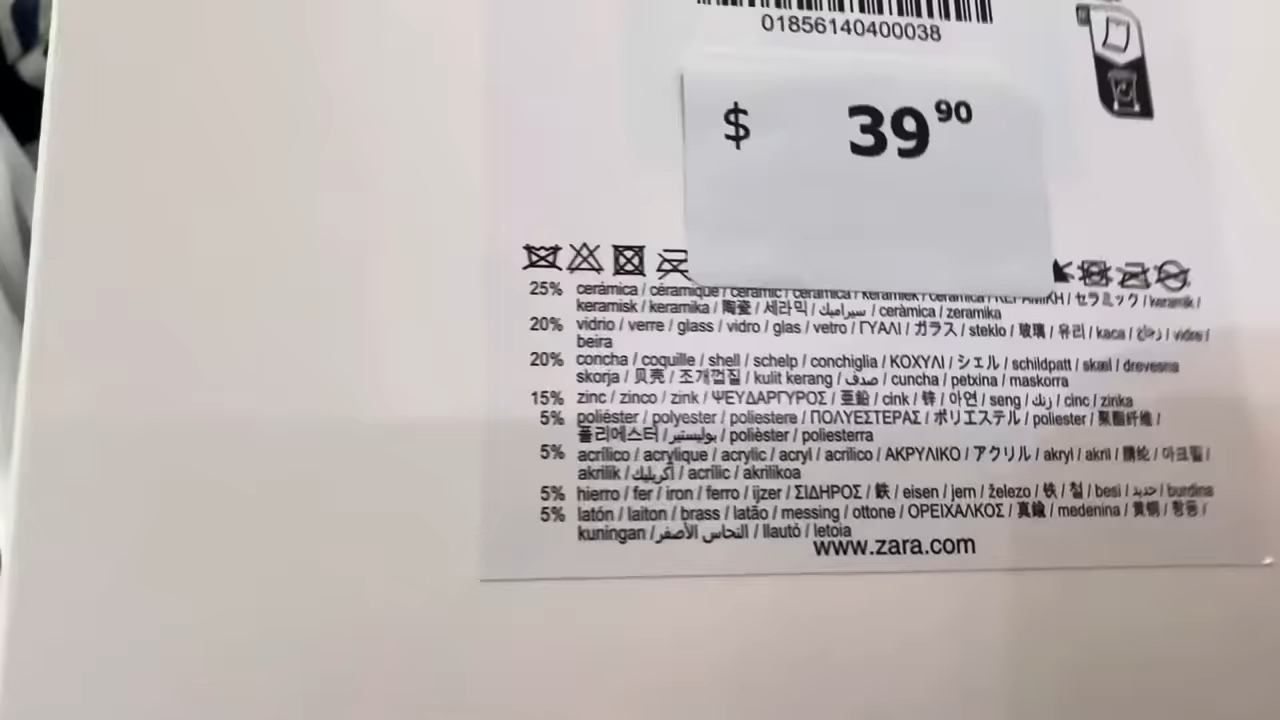 01856140400038
$ 39 90
25% cerámica / céramique / ceramic / cerâmica / keramiek / ceramica / ΚΕΡΑΜΙΚΗ / セラミック / keramik /
keramisk / keramika / 陶瓷 / 세라믹 / سيراميك / ceràmica / zeramika
20% vidrio / verre / glass / vidro / glas / vetro / ΓΥΑΛΙ / ガラス / steklo / 玻璃 / 유리 / kaca / زجاج / vidre /
beira
20% concha / coquille / shell / schelp / conchiglia / ΚΟΧΥΛΙ / シェル / schildpatt / skæl / drevesna
skorja / 贝壳 / 조개껍질 / kulit kerang / صدف / cuncha / petxina / maskorra
15% zinc / zinco / zink / ΨΕΥΔΑΡΓΥΡΟΣ / 亜鉛 / cink / 锌 / 아연 / seng / زنك / cinc / zinka
5% poliéster / polyester / poliestere / ΠΟΛΥΕΣΤΕΡΑΣ / ポリエステル / poliester / 聚酯纤维 /
폴리에스터 / بوليستير / polièster / poliesterra
5% acrílico / acrylique / acrylic / acryl / acrilico / ΑΚΡΥΛΙΚΟ / アクリル / akryl / akril / 腈纶 / 아크릴 /
akrilik / أكريليك / acrílic / akrilikoa
5% hierro / fer / iron / ferro / ijzer / ΣΙΔΗΡΟΣ / 鉄 / eisen / jern / železo / 铁 / 철 / besi / حديد / burdina
5% latón / laiton / brass / latão / messing / ottone / ΟΡΕΙΧΑΛΚΟΣ / 真鍮 / medenina / 黄铜 / 황동 /
kuningan / النحاس الأصفر / llautó / letoia
www.zara.com